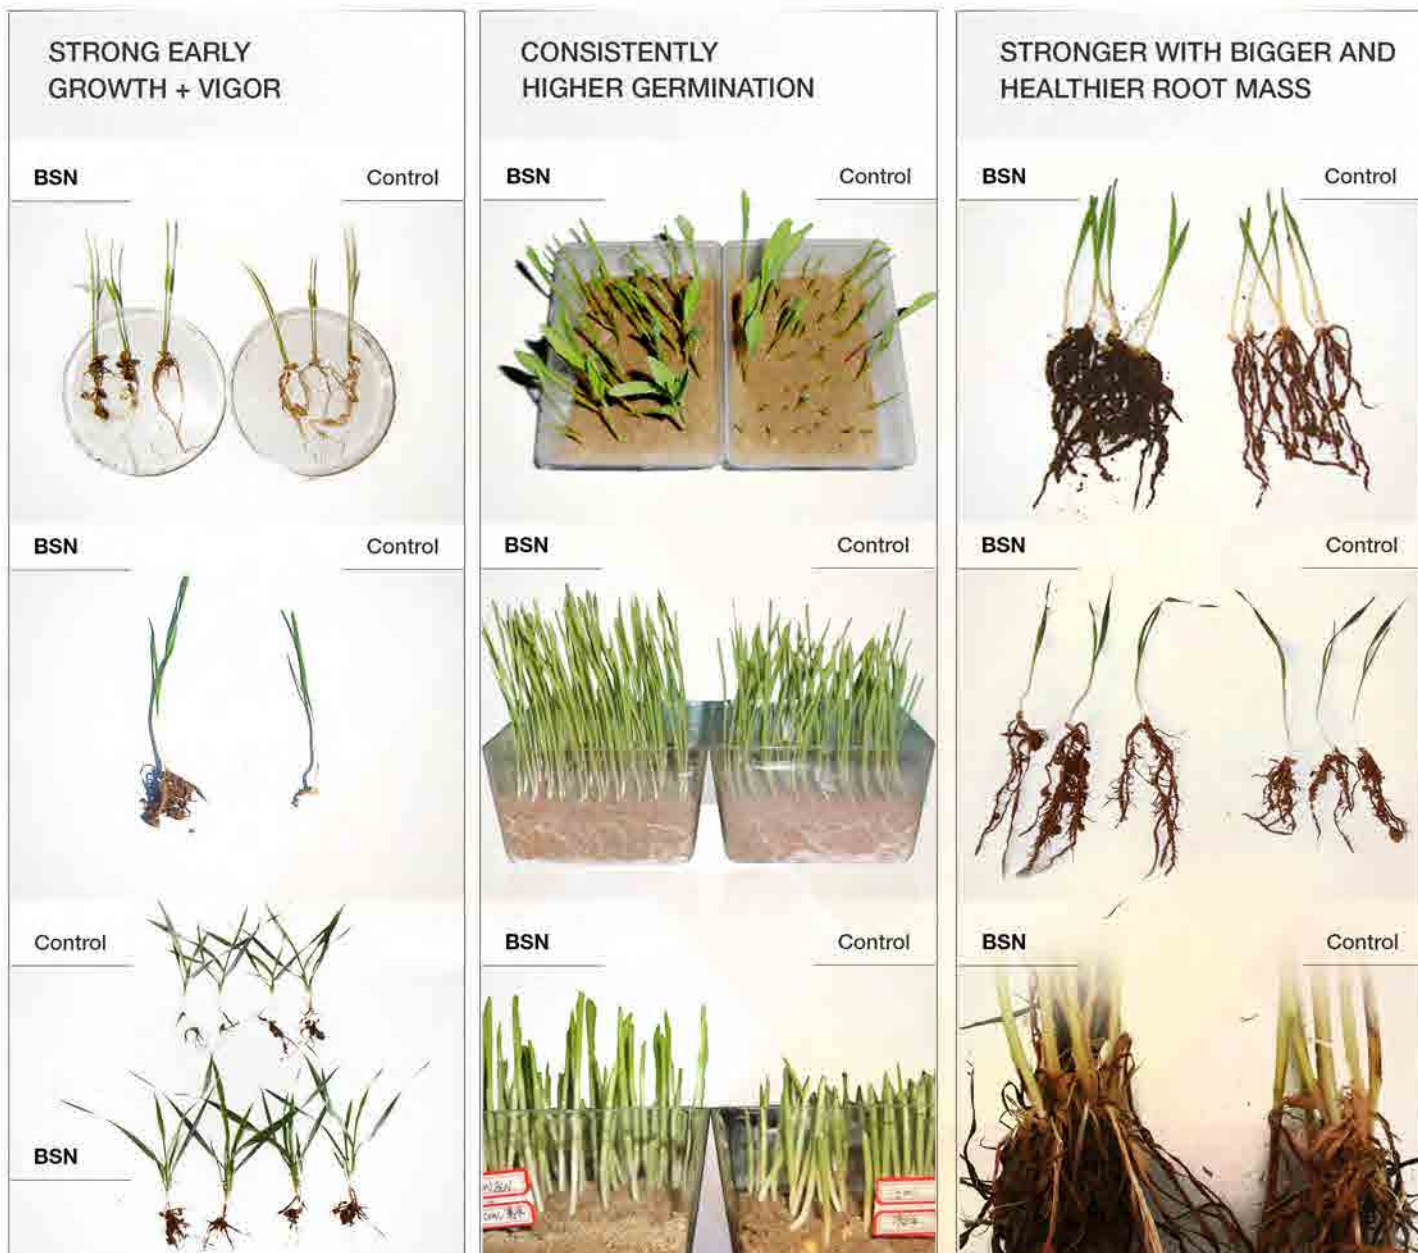 STRONG EARLY
GROWTH + VIGOR
BSN
Control
BSN
Control
Control
BSN
CONSISTENTLY
HIGHER GERMINATION
BSN
Control
BSN
Control
BSN
Control
STRONGER WITH BIGGER AND
HEALTHIER ROOT MASS
BSN
Control
BSN
Control
BSN
Control